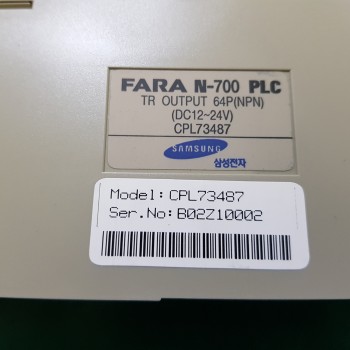 FARA N-700 PLC
TR OUTPUT 64P(NPN)
(DC12~24V)
CPL73487
SAMSUNG
삼성전자
Model: CPL73487
Ser.No: B02Z10002